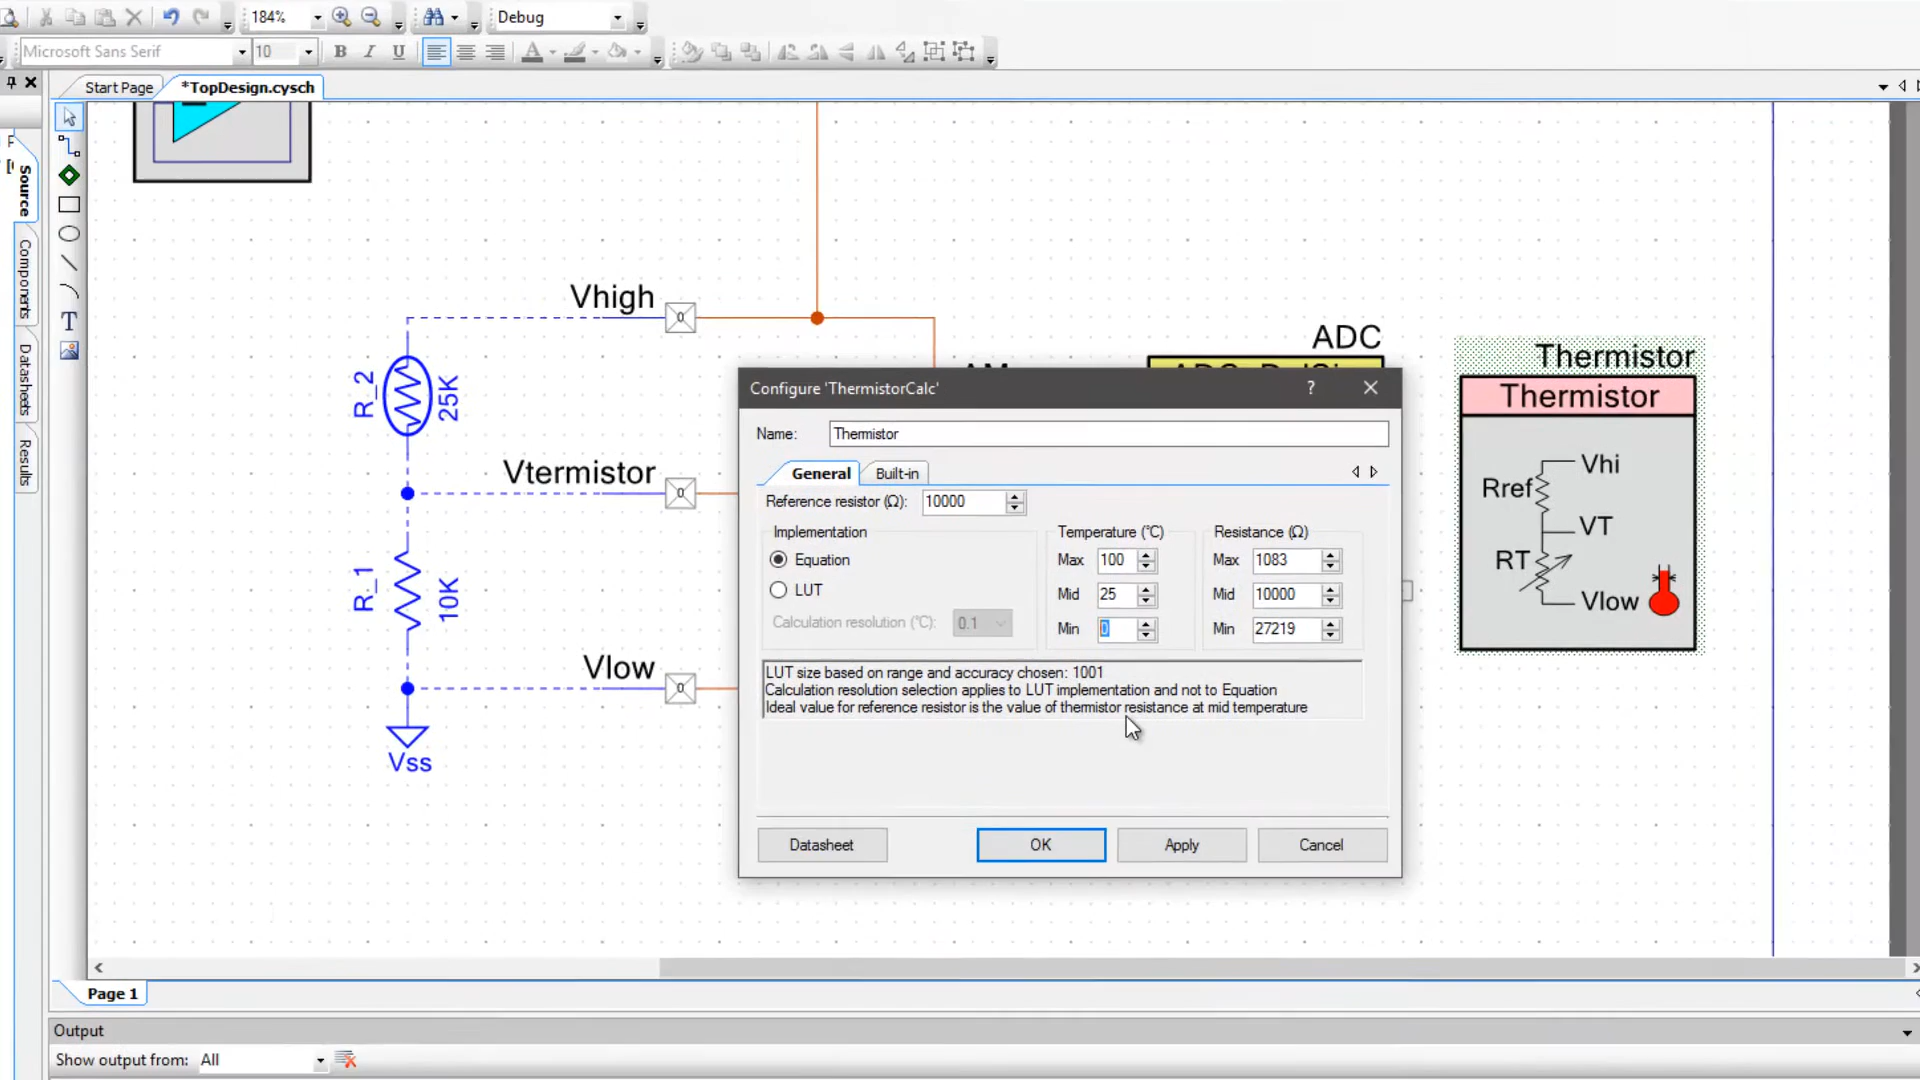 184%
Debug
Microsoft Sans Serif
10
B I U
Start Page
*TopDesign.cysch
Source
Components
Datasheets
Results
T
Vhigh
0
R_2
25K
Vtermistor
0
R_1
10K
Vlow
0
Vss
ADC
Thermistor
Thermistor
Vhi
Rref
VT
RT
Vlow
Configure 'ThermistorCalc'
?
Name:
Thermistor
General
Built-in
Reference resistor (Ω):
10000
Implementation
Temperature (°C)
Resistance (Ω)
Equation
Max 100
Max 1083
LUT
Mid 25
Mid 10000
Calculation resolution (°C):
0.1
Min 0
Min 27219
LUT size based on range and accuracy chosen: 1001
Calculation resolution selection applies to LUT implementation and not to Equation
Ideal value for reference resistor is the value of thermistor resistance at mid temperature
Datasheet
OK
Apply
Cancel
Page 1
Output
Show output from: All